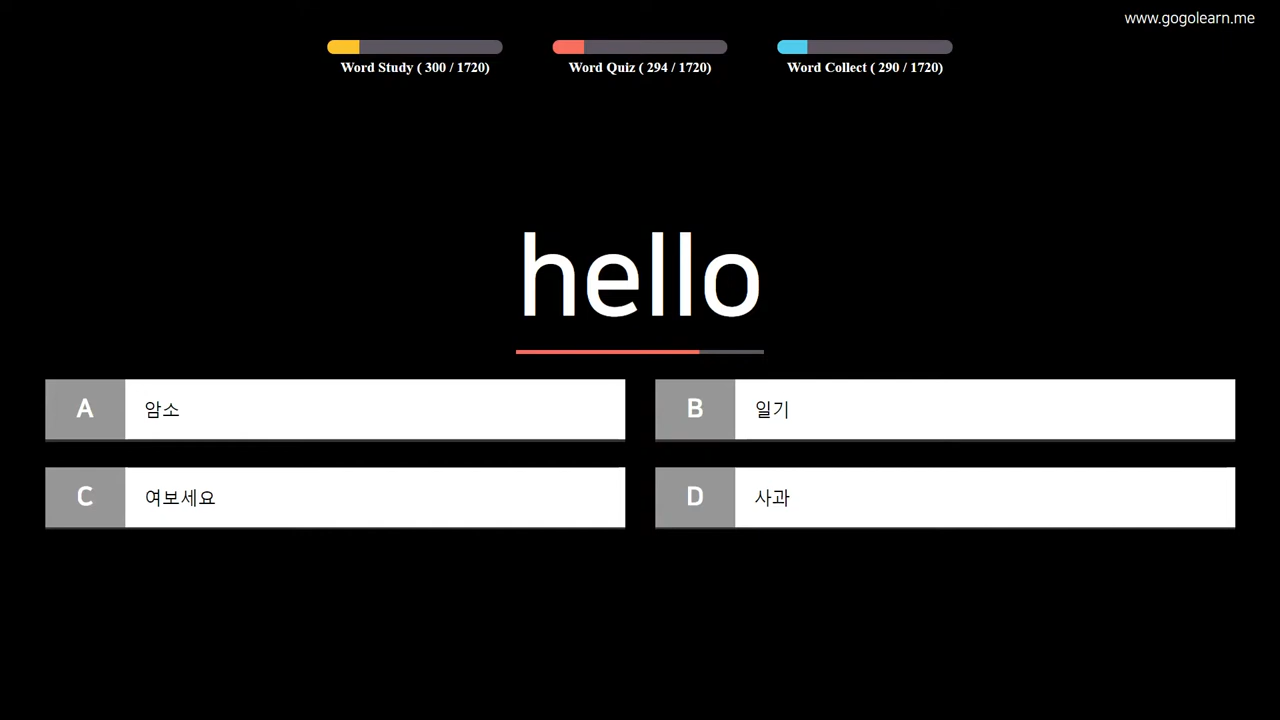 www.gogolearn.me
Word Study ( 300 / 1720)
Word Quiz ( 294 / 1720)
Word Collect ( 290 / 1720)
hello
A 암소
B 일기
C 여보세요
D 사과